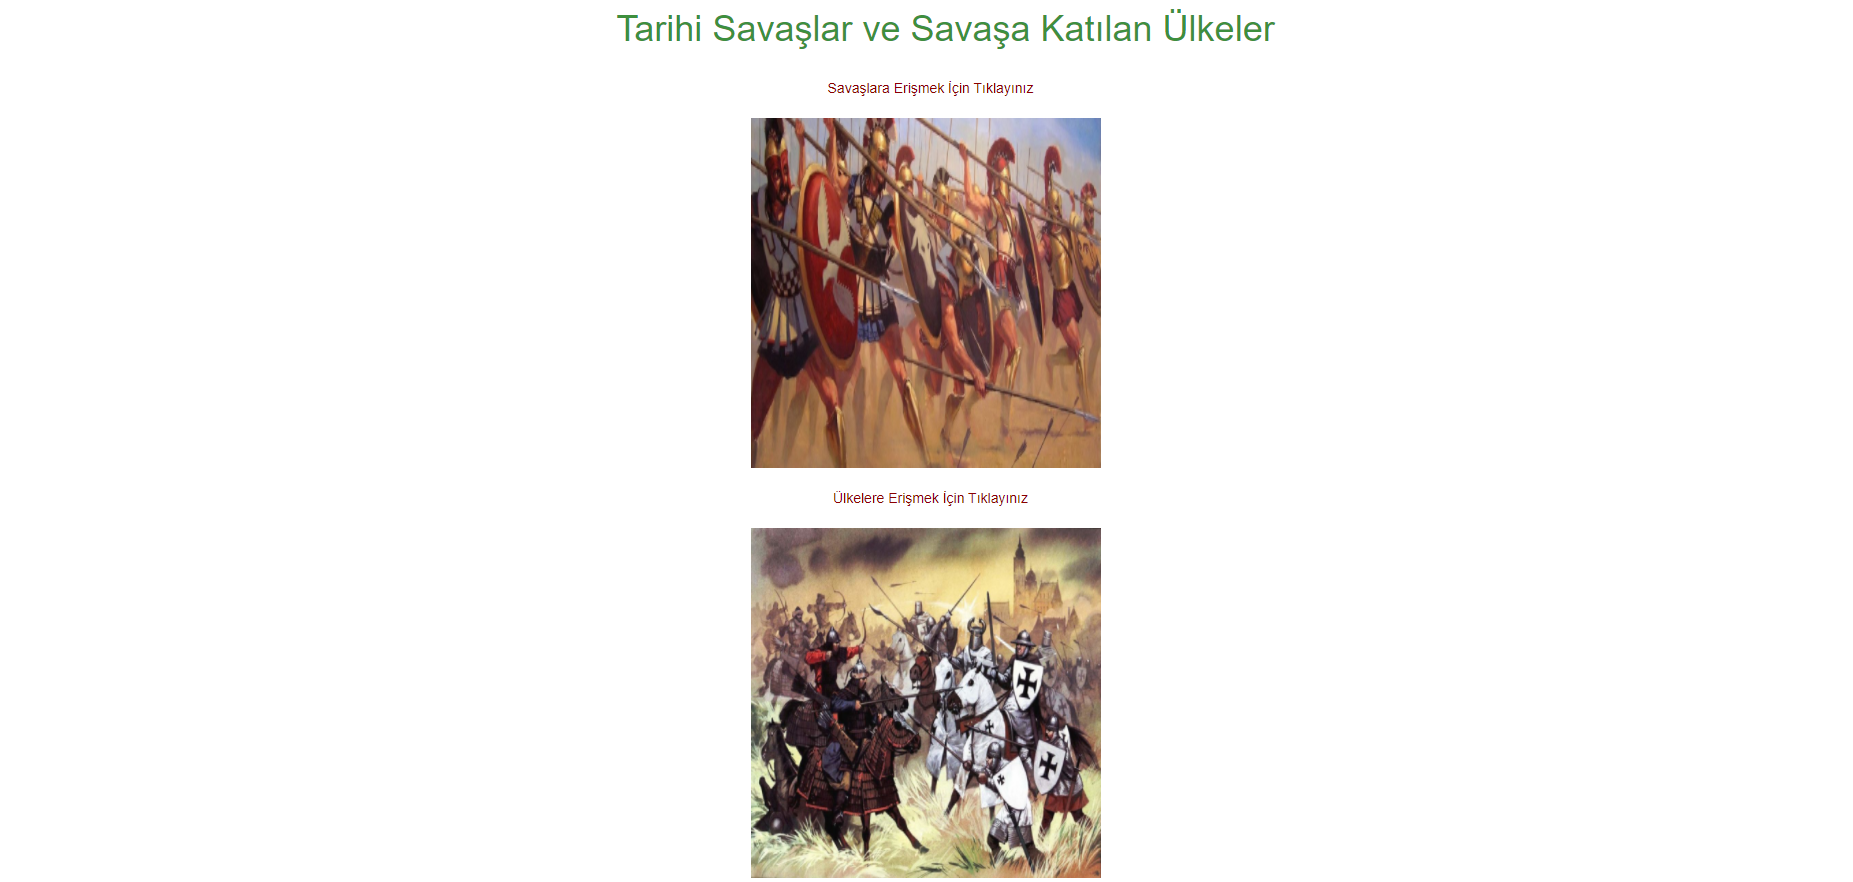 Tarihi Savaşlar ve Savaşa Katılan Ülkeler
Savaşlara Erişmek İçin Tıklayınız
Ülkelere Erişmek İçin Tıklayınız